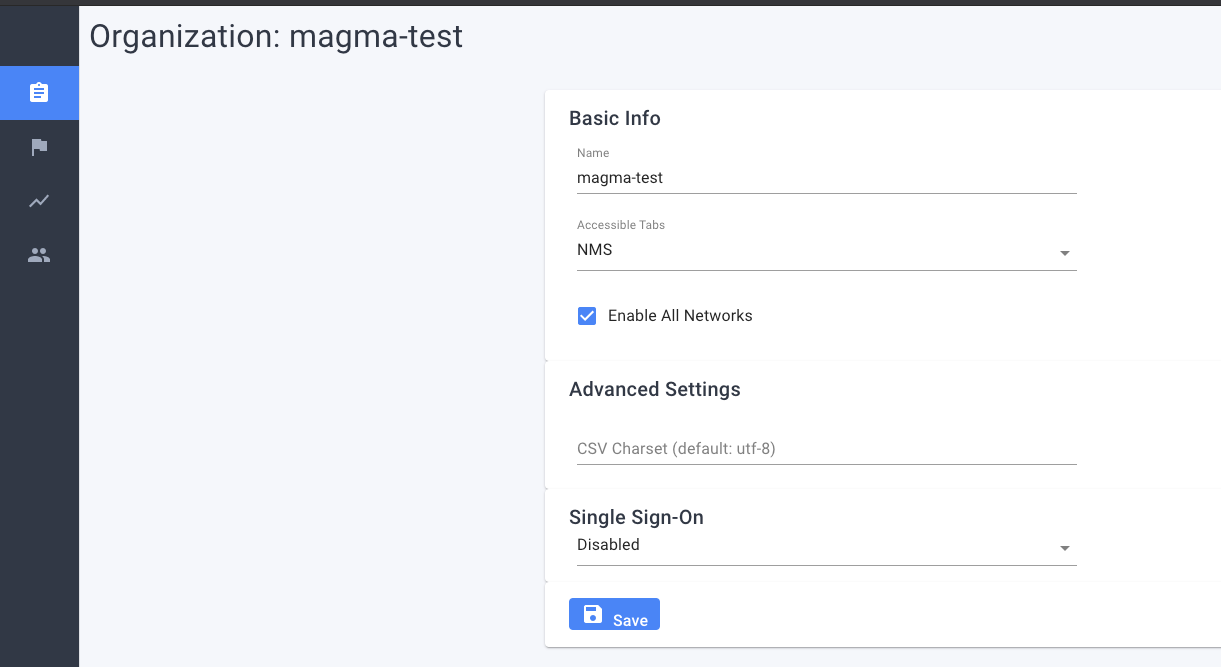 Organization: magma-test
Basic Info
Name
magma-test
Accessible Tabs
NMS
Enable All Networks
Advanced Settings
CSV Charset (default: utf-8)
Single Sign-On
Disabled
Save